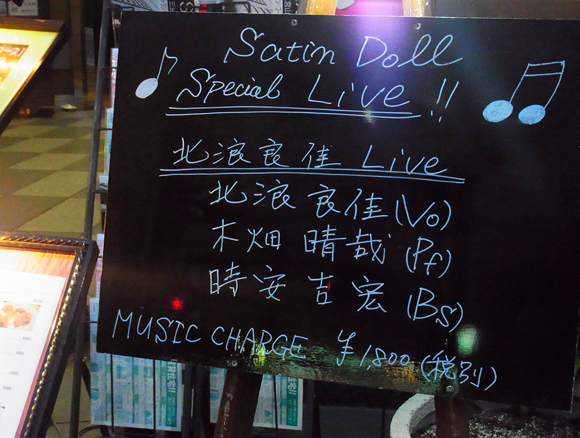 Satin Doll
Special Live !!
北浪良佳 Live
北浪良佳(Vo)
木畑晴哉(Pf)
時安吉宏(Bs)
MUSIC CHARGE ¥1,800(税別)